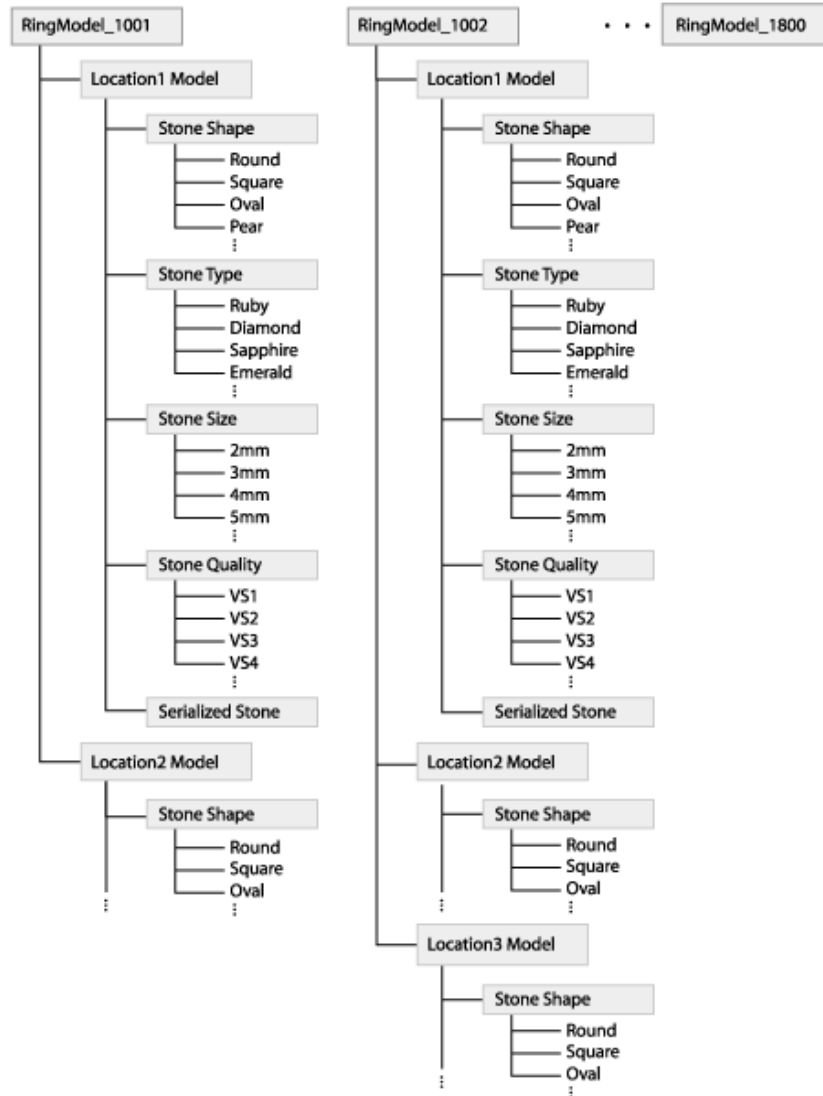 RingModel_1001
Location1 Model
Stone Shape
Round
Square
Oval
Pear
Stone Type
Ruby
Diamond
Sapphire
Emerald
Stone Size
2mm
3mm
4mm
5mm
Stone Quality
VS1
VS2
VS3
VS4
Serialized Stone
Location2 Model
Stone Shape
Round
Square
Oval
RingModel_1002
Location1 Model
Stone Shape
Round
Square
Oval
Pear
Stone Type
Ruby
Diamond
Sapphire
Emerald
Stone Size
2mm
3mm
4mm
5mm
Stone Quality
VS1
VS2
VS3
VS4
Serialized Stone
Location2 Model
Stone Shape
Round
Square
Oval
Location3 Model
Stone Shape
Round
Square
Oval
RingModel_1800